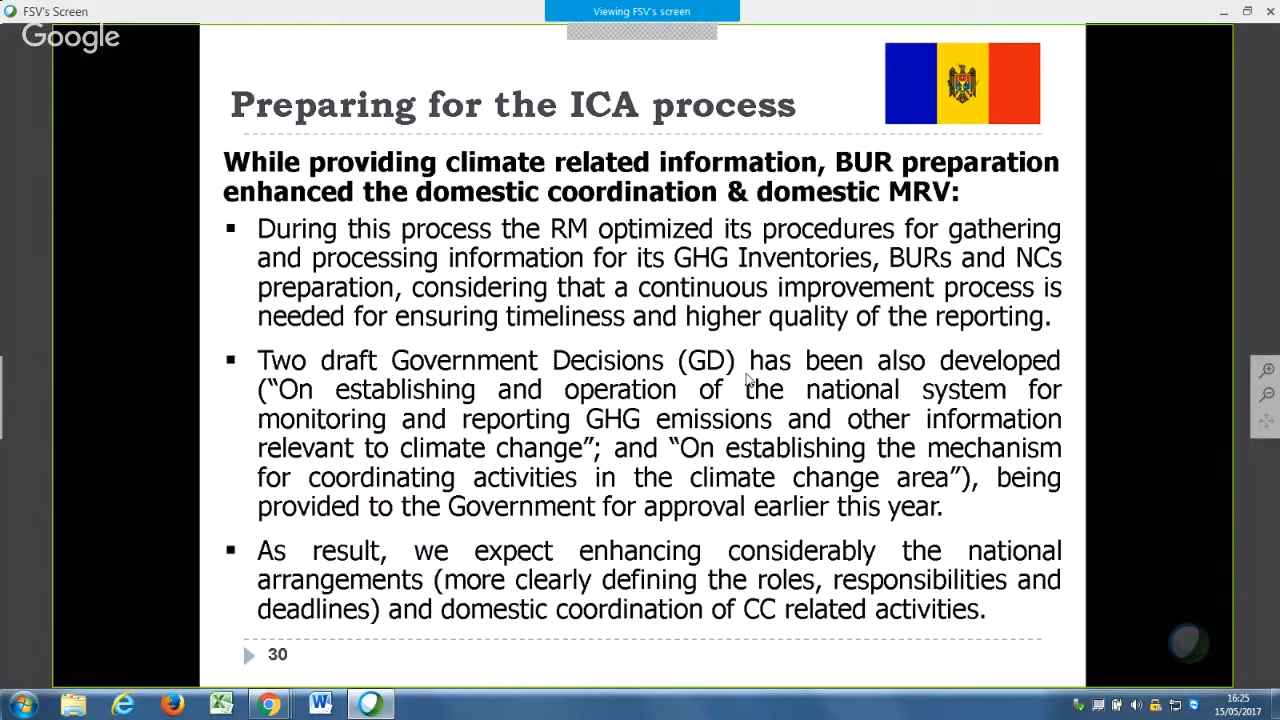 FSV's Screen
Viewing FSV's screen
Google
Preparing for the ICA process
While providing climate related information, BUR preparation
enhanced the domestic coordination & domestic MRV:
▪ During this process the RM optimized its procedures for gathering
and processing information for its GHG Inventories, BURs and NCs
preparation, considering that a continuous improvement process is
needed for ensuring timeliness and higher quality of the reporting.
▪ Two draft Government Decisions (GD) has been also developed
(“On establishing and operation of the national system for
monitoring and reporting GHG emissions and other information
relevant to climate change”; and “On establishing the mechanism
for coordinating activities in the climate change area”), being
provided to the Government for approval earlier this year.
▪ As result, we expect enhancing considerably the national
arrangements (more clearly defining the roles, responsibilities and
deadlines) and domestic coordination of CC related activities.
30
16:25
15/05/2017